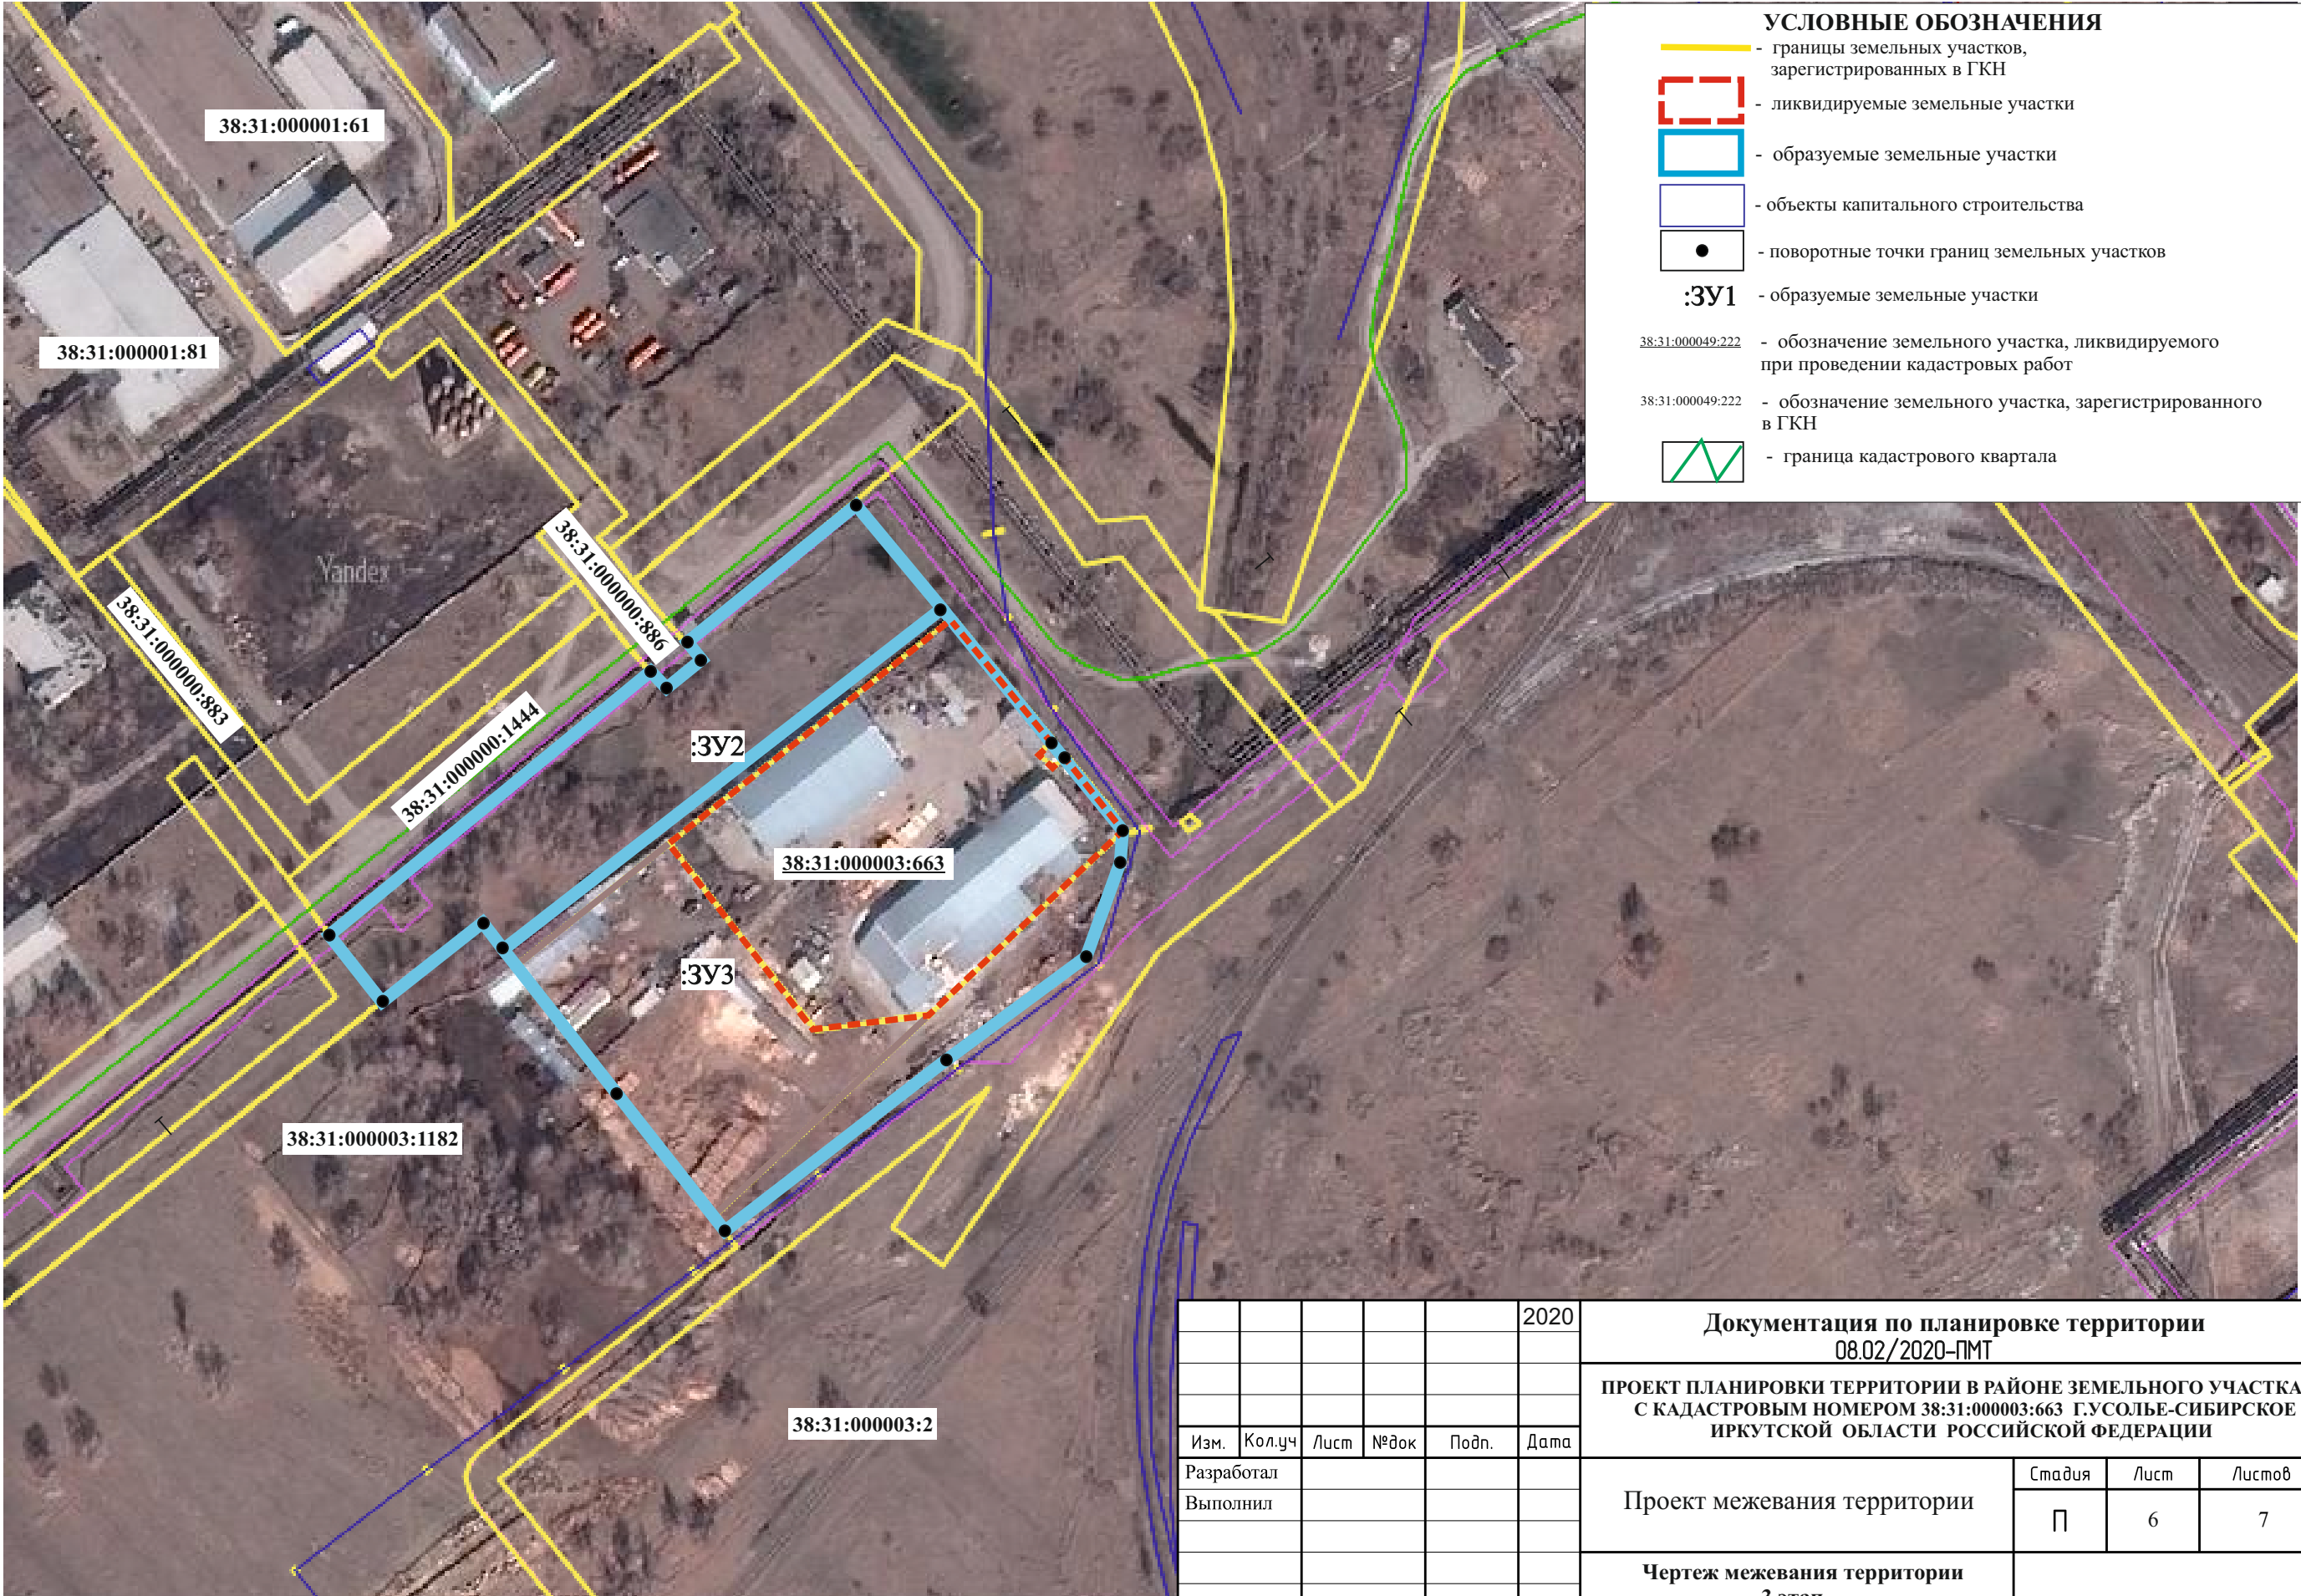 УСЛОВНЫЕ ОБОЗНАЧЕНИЯ
- границы земельных участков,
зарегистрированных в ГКН
- ликвидируемые земельные участки
- образуемые земельные участки
- объекты капитального строительства
- поворотные точки границ земельных участков
:ЗУ1 - образуемые земельные участки
38:31:000049:222 - обозначение земельного участка, ликвидируемого
при проведении кадастровых работ
38:31:000049:222 - обозначение земельного участка, зарегистрированного
в ГКН
- граница кадастрового квартала
38:31:000001:61
38:31:000001:81
Yandex
38:31:000000:886
38:31:000000:883
38:31:000000:1444
:ЗУ2
38:31:000003:663
:ЗУ3
38:31:000003:1182
38:31:000003:2
2020
Документация по планировке территории
08.02/2020-ПМТ
ПРОЕКТ ПЛАНИРОВКИ ТЕРРИТОРИИ В РАЙОНЕ ЗЕМЕЛЬНОГО УЧАСТКА
С КАДАСТРОВЫМ НОМЕРОМ 38:31:000003:663 Г.УСОЛЬЕ-СИБИРСКОЕ
ИРКУТСКОЙ ОБЛАСТИ РОССИЙСКОЙ ФЕДЕРАЦИИ
Изм. Кол.уч Лист №док Подп. Дата
Разработал
Выполнил
Проект межевания территории
Стадия Лист Листов
П 6 7
Чертеж межевания территории
3 этап